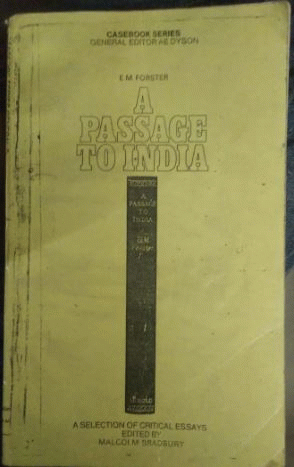 CASEBOOK SERIES
GENERAL EDITOR AE DYSON
E M FORSTER
A
PASSAGE
TO INDIA
A
PASSAGE
TO
INDIA
E.M.
A SELECTION OF CRITICAL ESSAYS
EDITED BY
MALCOLM BRADBURY